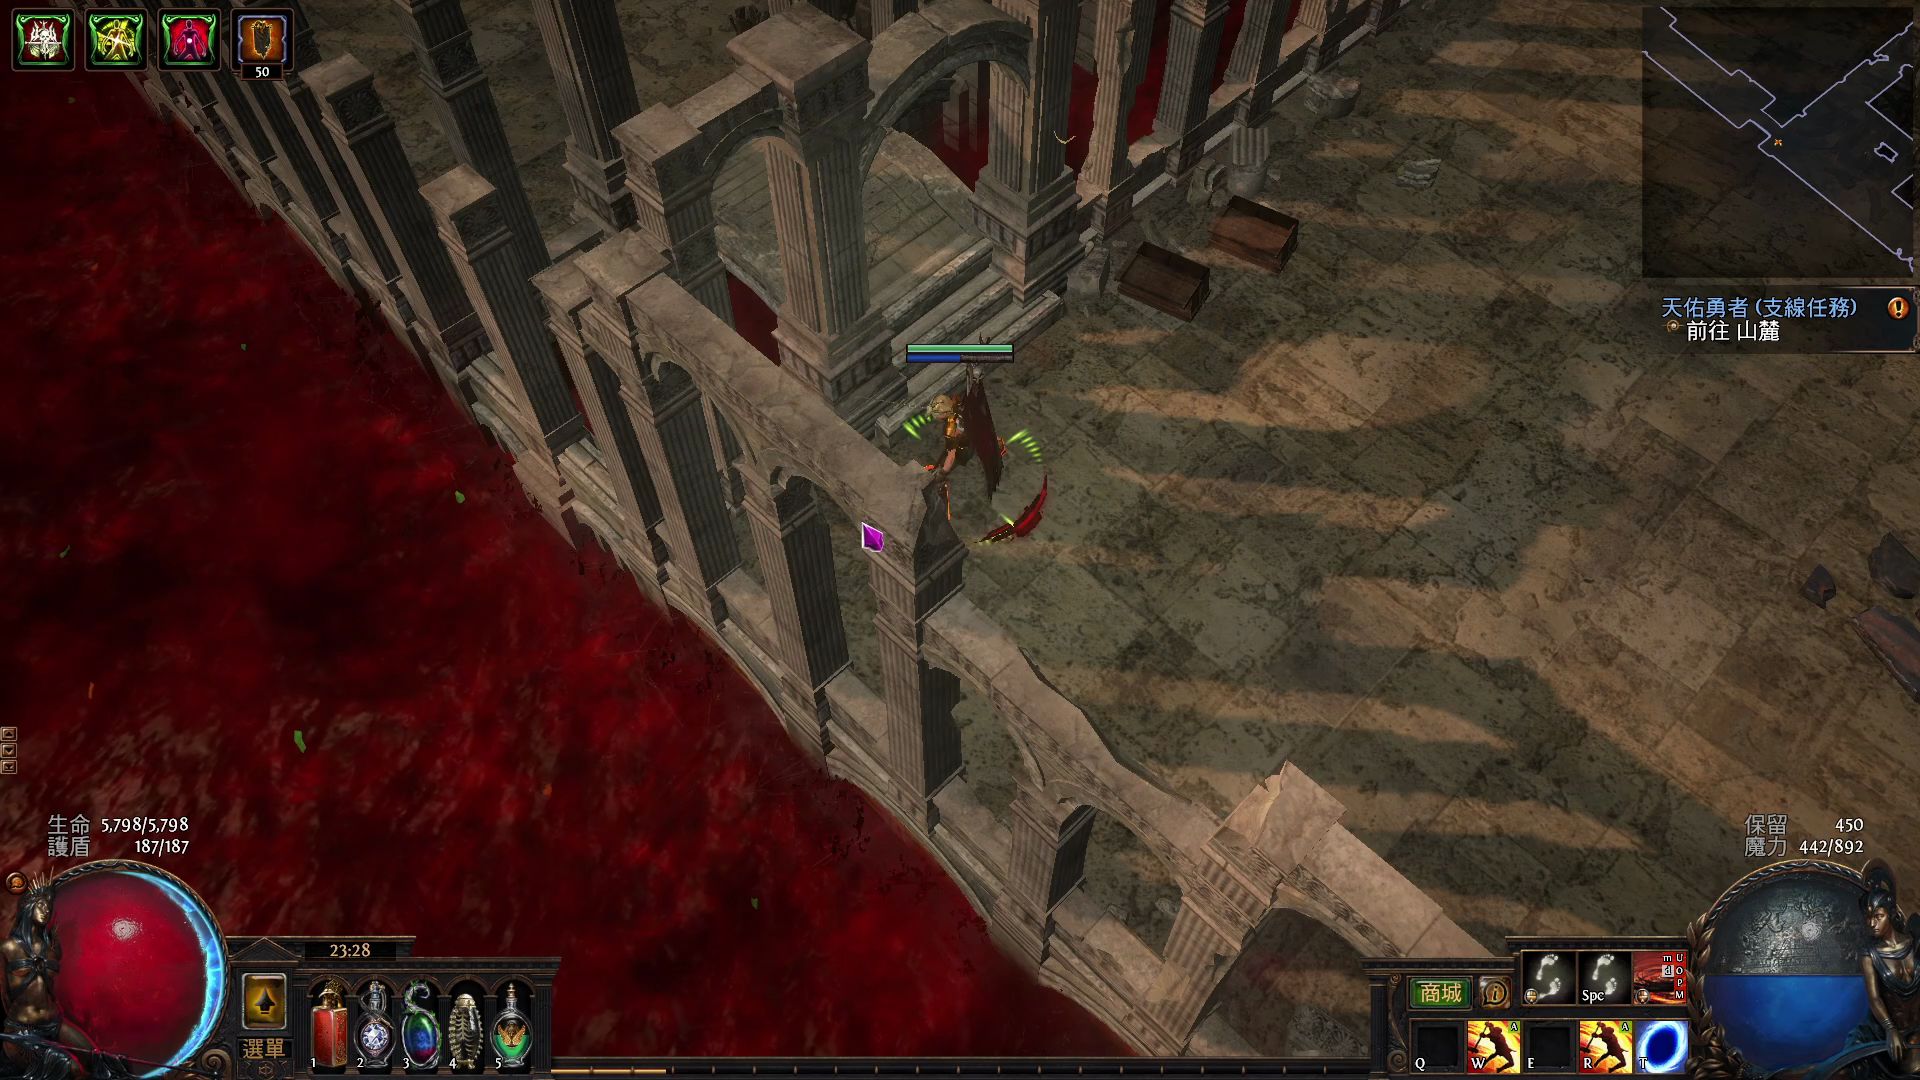 50
天佑勇者 (支線任務)
前往 山麓
生命 5,798/5,798
護盾 187/187
保留 450
魔力 442/892
23:28
選單
1 2 3 4 5
商城
Spc
m U
d O
P
M
A A
Q W E R T